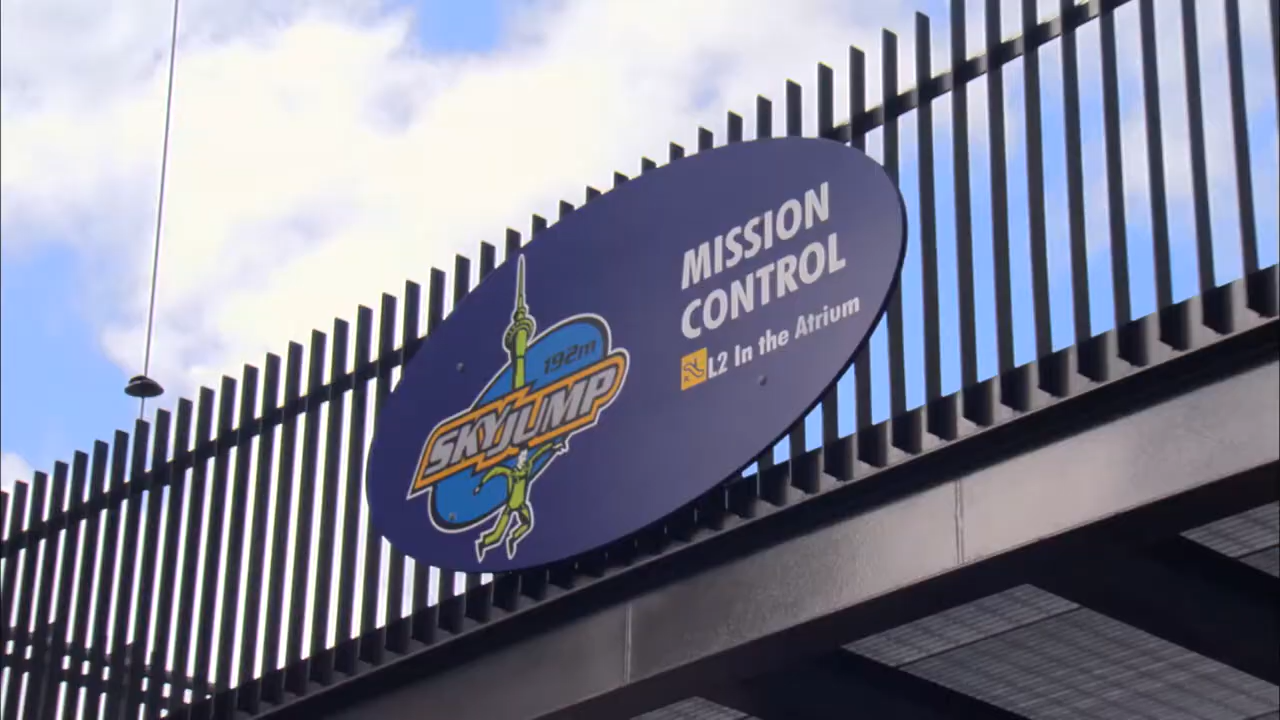 192m
SKYJUMP
MISSION
CONTROL
L2 In the Atrium